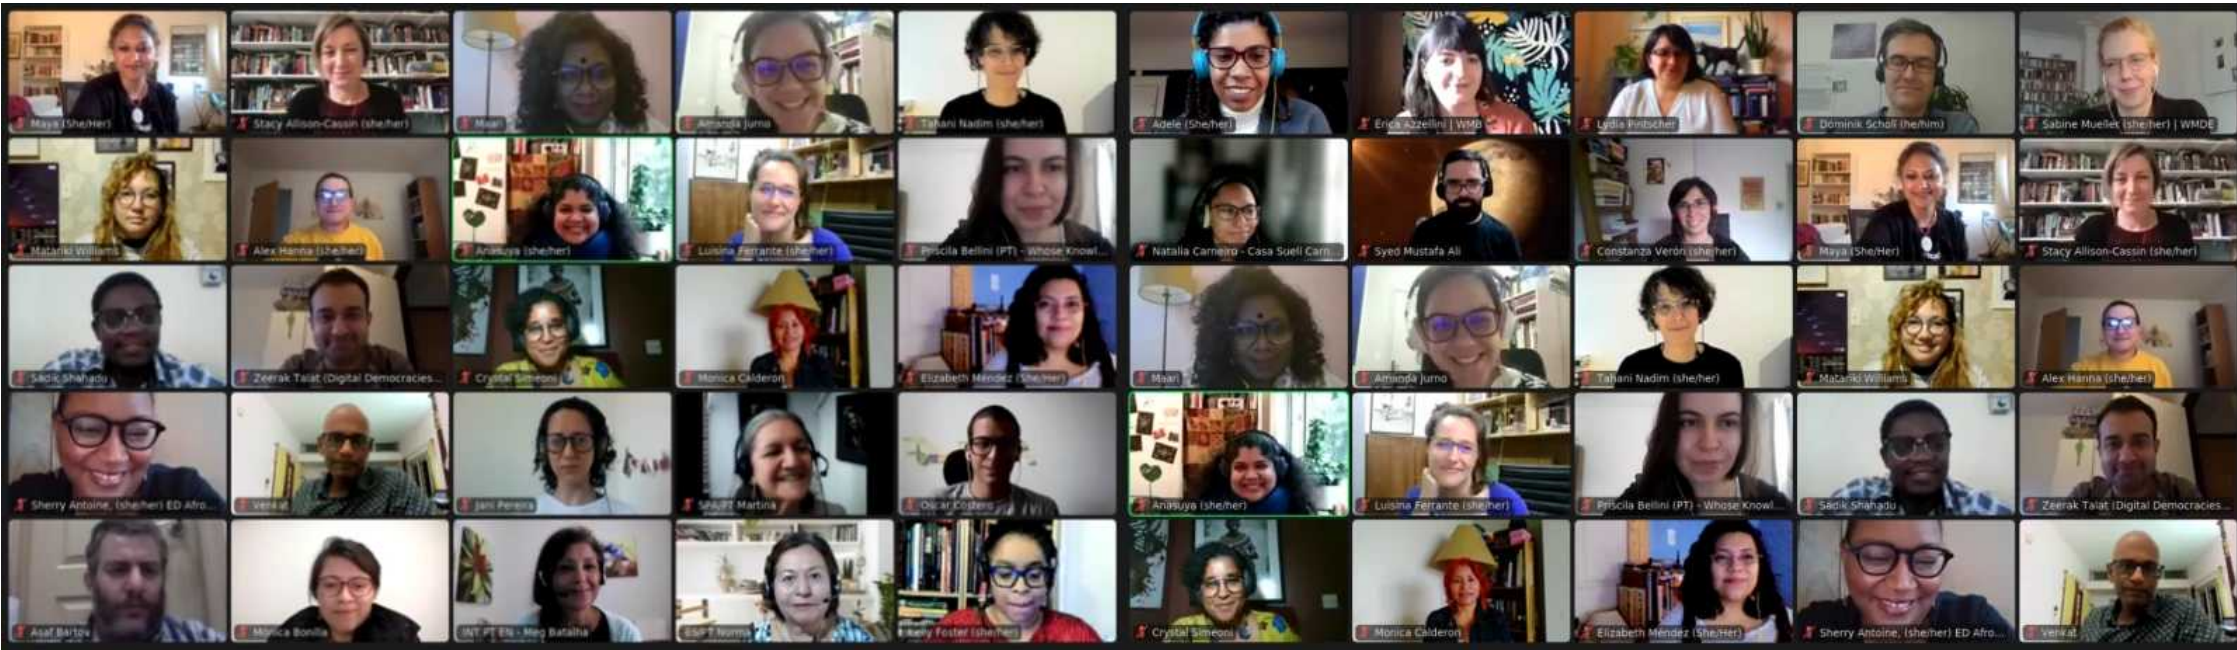 Maya (She/Her)
Stacy Allison-Cassin (she/her)
Maari
Amanda Jurno
Tahani Nadim (she/her)
Adele (She/her)
Erica Azzellini | WMB
Lydia Pintscher
Dominik Scholl (he/him)
Sabine Mueller (she/her) | WMDE
Matariki Williams
Alex Hanna (she/her)
Anasuya (she/her)
Luisina Ferrante (she/her)
Priscila Bellini (PT) - Whose Knowl...
Natalia Carneiro - Casa Sueli Carn...
Syed Mustafa Ali
Constanza Verón (she/her)
Maya (She/Her)
Stacy Allison-Cassin (she/her)
Sadik Shahadu
Zeerak Talat (Digital Democracies...
Crystal Simeoni
Monica Calderon
Elizabeth Méndez (She/Her)
Maari
Amanda Jurno
Tahani Nadim (she/her)
Matariki Williams
Alex Hanna (she/her)
Sherry Antoine, (she/her) ED Afro...
Venkat
Jani Pereira
SPA/PT Martina
Oscar Costero
Anasuya (she/her)
Luisina Ferrante (she/her)
Priscila Bellini (PT) - Whose Knowl...
Sadik Shahadu
Zeerak Talat (Digital Democracies...
Asaf Bartov
Mónica Bonilla
INT PT EN - Meg Batalha
ES/PT Norma
Kelly Foster (she/her)
Crystal Simeoni
Monica Calderon
Elizabeth Méndez (She/Her)
Sherry Antoine, (she/her) ED Afro...
Venkat